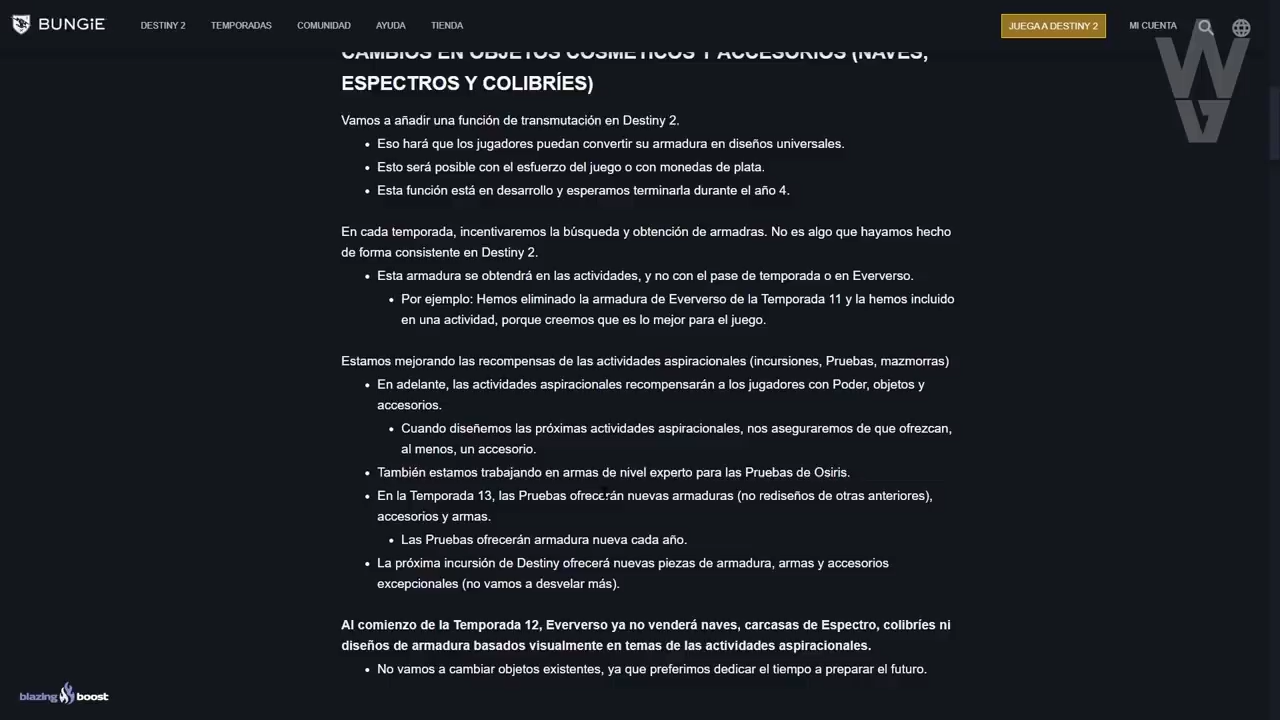 BUNGiE
DESTINY 2
TEMPORADAS
COMUNIDAD
AYUDA
TIENDA
JUEGA A DESTINY 2
MI CUENTA
WG
CAMBIOS EN OBJETOS COSMÉTICOS Y ACCESORIOS (NAVES,
ESPECTROS Y COLIBRÍES)
Vamos a añadir una función de transmutación en Destiny 2.
Eso hará que los jugadores puedan convertir su armadura en diseños universales.
Esto será posible con el esfuerzo del juego o con monedas de plata.
Esta función está en desarrollo y esperamos terminarla durante el año 4.
En cada temporada, incentivaremos la búsqueda y obtención de armadras. No es algo que hayamos hecho
de forma consistente en Destiny 2.
Esta armadura se obtendrá en las actividades, y no con el pase de temporada o en Eververso.
Por ejemplo: Hemos eliminado la armadura de Eververso de la Temporada 11 y la hemos incluido
en una actividad, porque creemos que es lo mejor para el juego.
Estamos mejorando las recompensas de las actividades aspiracionales (incursiones, Pruebas, mazmorras)
En adelante, las actividades aspiracionales recompensarán a los jugadores con Poder, objetos y
accesorios.
Cuando diseñemos las próximas actividades aspiracionales, nos aseguraremos de que ofrezcan,
al menos, un accesorio.
También estamos trabajando en armas de nivel experto para las Pruebas de Osiris.
En la Temporada 13, las Pruebas ofrecerán nuevas armaduras (no rediseños de otras anteriores),
accesorios y armas.
Las Pruebas ofrecerán armadura nueva cada año.
La próxima incursión de Destiny ofrecerá nuevas piezas de armadura, armas y accesorios
excepcionales (no vamos a desvelar más).
Al comienzo de la Temporada 12, Eververso ya no venderá naves, carcasas de Espectro, colibríes ni
diseños de armadura basados visualmente en temas de las actividades aspiracionales.
No vamos a cambiar objetos existentes, ya que preferimos dedicar el tiempo a preparar el futuro.
blazing boost